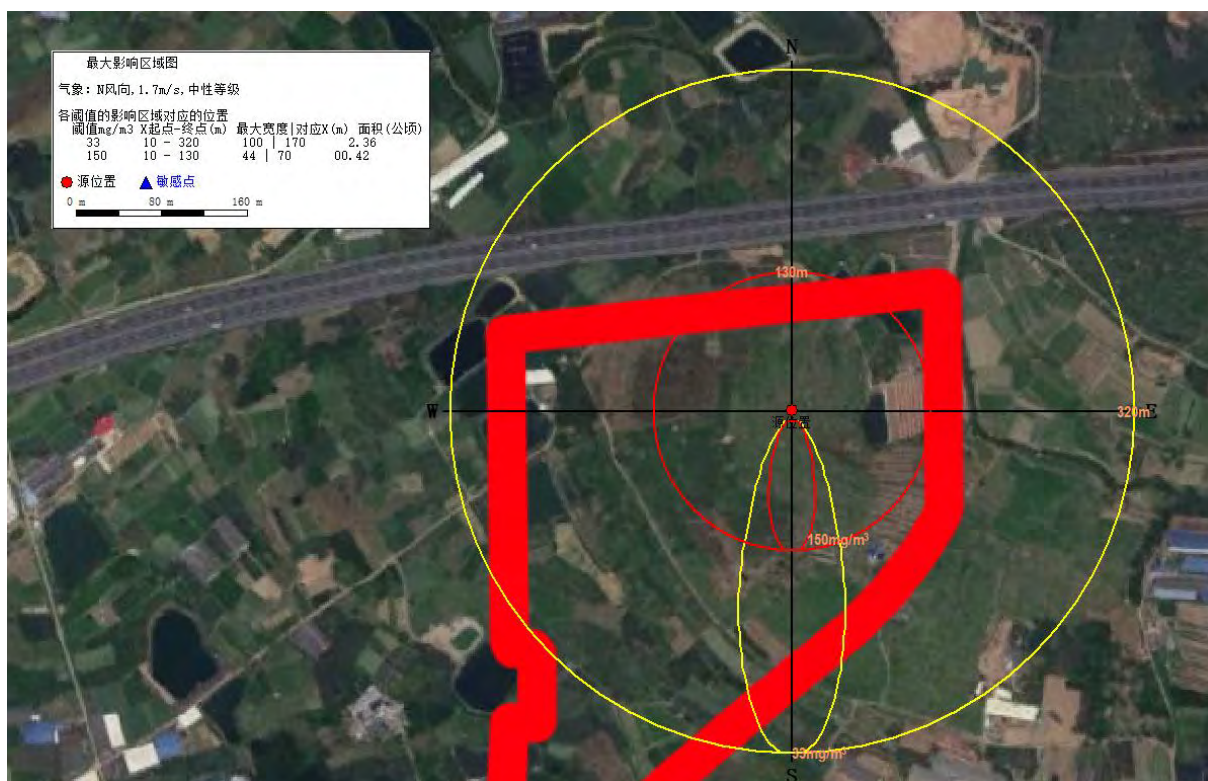 最大影响区域图
气象：N风向,1.7m/s,中性等级
各阈值的影响区域对应的位置
阈值mg/m3 X起点-终点(m) 最大宽度|对应X(m) 面积(公顷)
33 10 - 320 100 | 170 2.36
150 10 - 130 44 | 70 00.42
源位置 敏感点
0 m 80 m 160 m
N
130m
W
320m
E
源位置
150mg/m³
33mg/m³
S